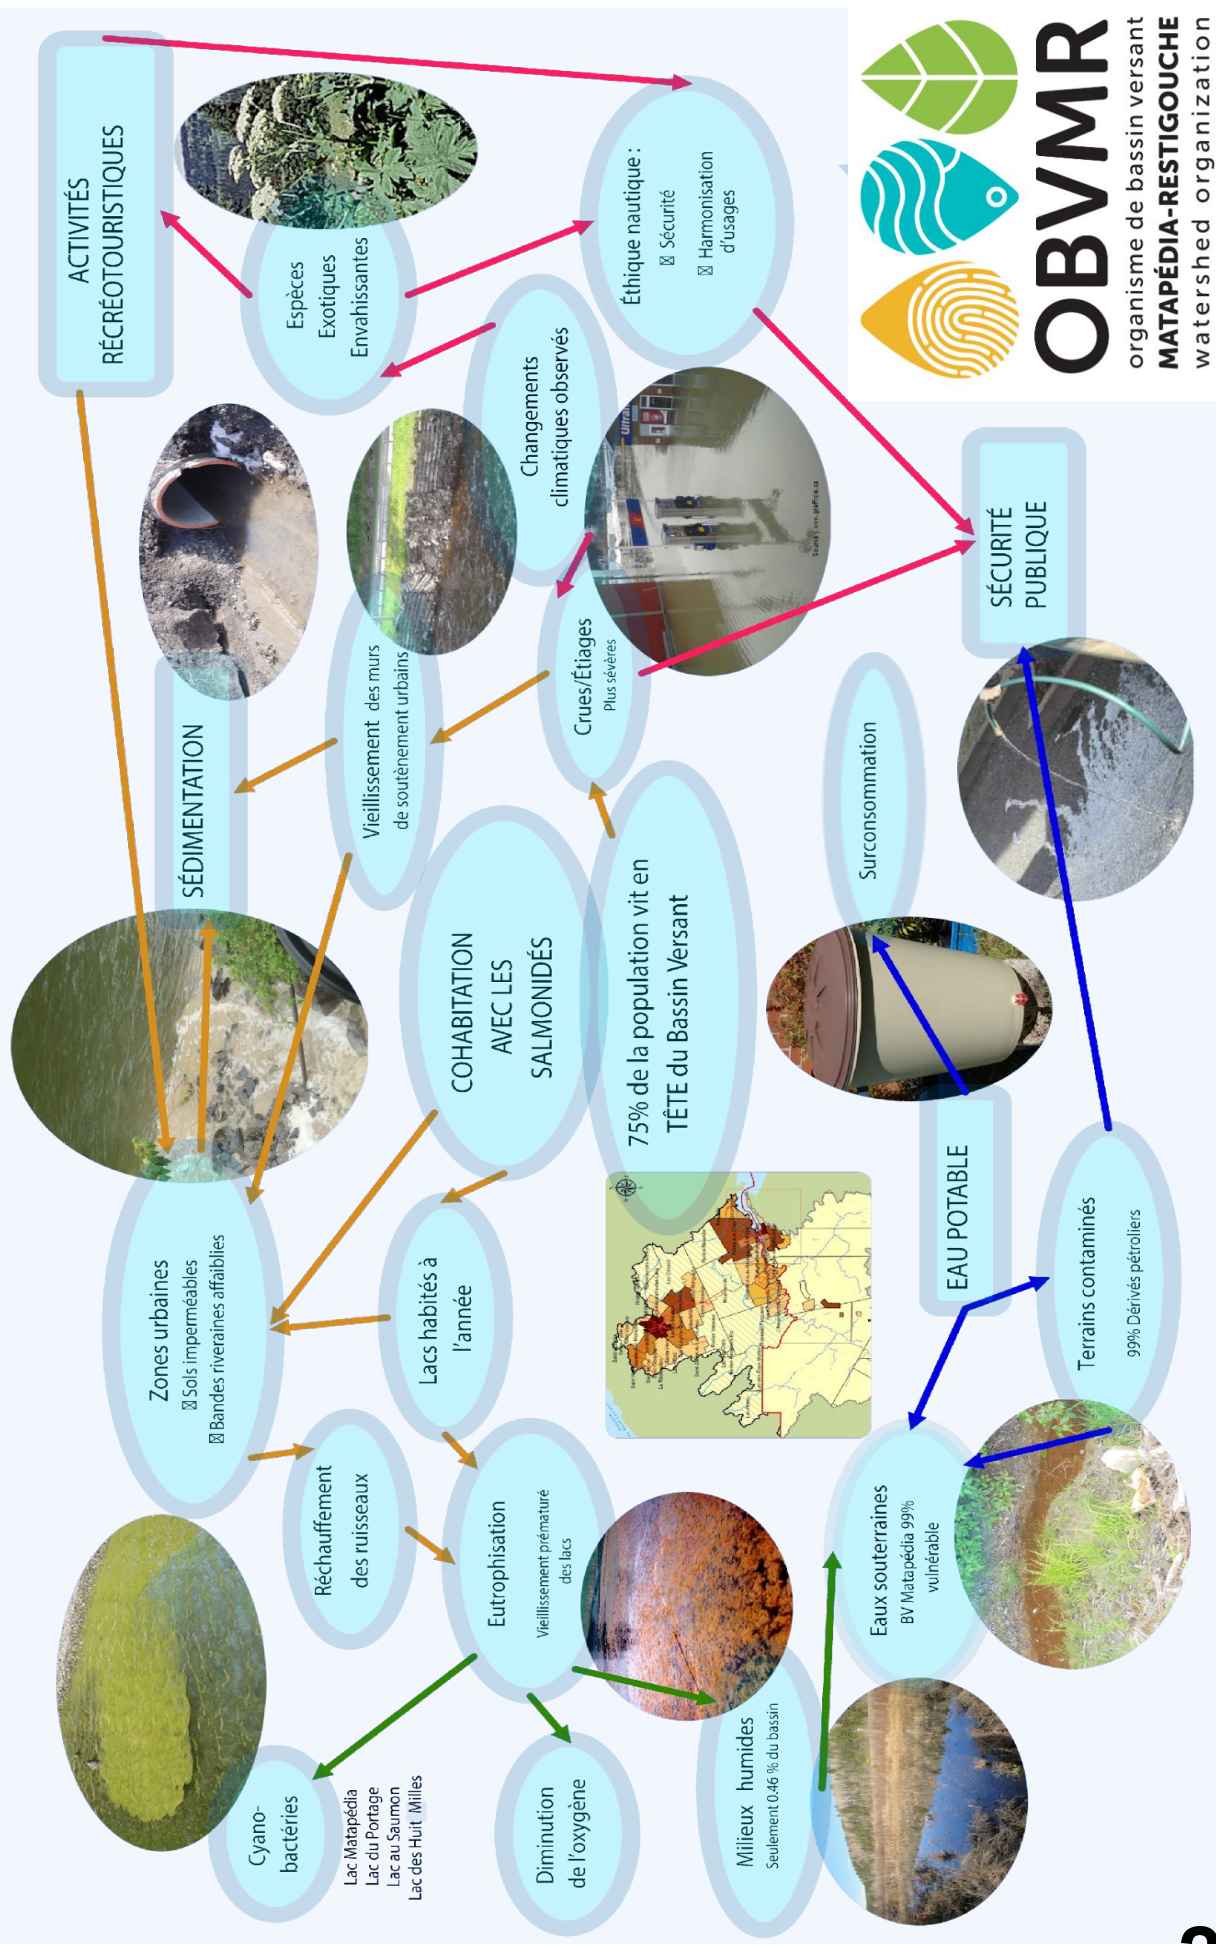 ACTIVITÉS
RÉCRÉOTOURISTIQUES
Espèces
Exotiques
Envahissantes
Éthique nautique :
Sécurité
Harmonisation
d'usages
Changements
climatiques observés
SÉDIMENTATION
Vieillissement des murs
de soutènement urbains
Crues/Étiages
Plus sévères
SÉCURITÉ
PUBLIQUE
Surconsommation
COHABITATION
AVEC LES
SALMONIDÉS
75% de la population vit en
TÊTE du Bassin Versant
Zones urbaines
Sols imperméables
Bandes riveraines affaiblies
Lacs habités à
l'année
EAU POTABLE
Terrains contaminés
99% Dérivés pétroliers
Réchauffement
des ruisseaux
Eutrophisation
Vieillissement prématuré
des lacs
Eaux souterraines
BV Matapédia 99%
vulnérable
Cyano-
bactéries
Lac Matapédia
Lac du Portage
Lac au Saumon
Lac des Huit Milles
Diminution
de l'oxygène
Milieux humides
Seulement 0.46 % du bassin
OBVMR
organisme de bassin versant
MATAPÉDIA-RESTIGOUCHE
watershed organization